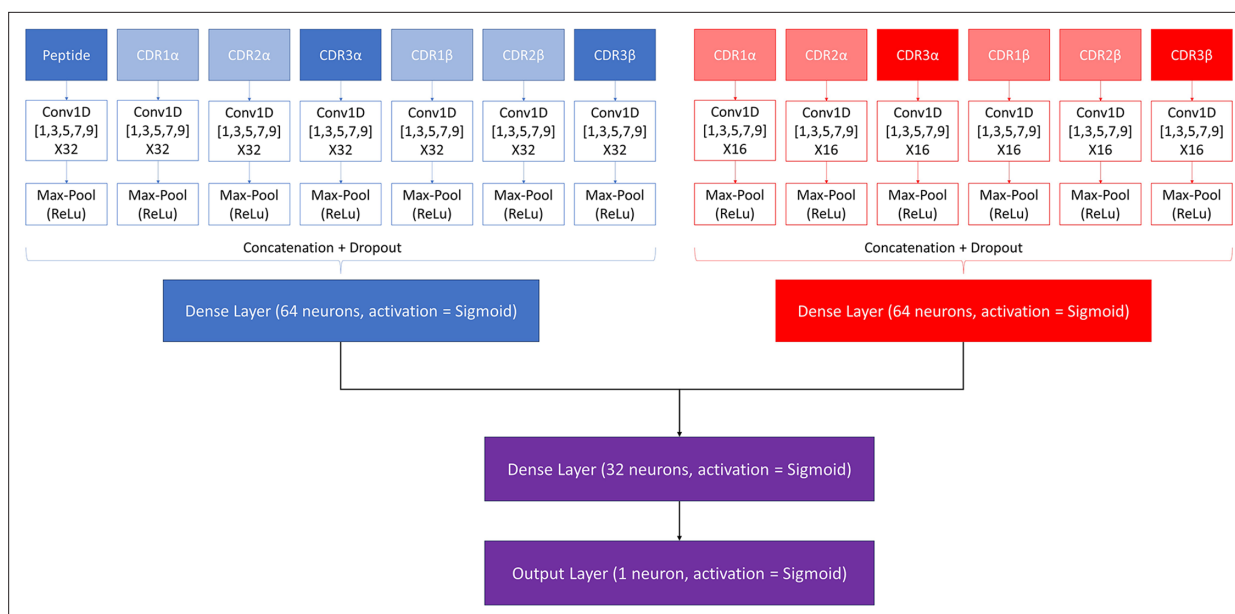 Peptide CDR1α CDR2α CDR3α CDR1β CDR2β CDR3β CDR1α CDR2α CDR3α CDR1β CDR2β CDR3β
Conv1D Conv1D Conv1D Conv1D Conv1D Conv1D Conv1D Conv1D Conv1D Conv1D Conv1D Conv1D Conv1D
[1,3,5,7,9] [1,3,5,7,9] [1,3,5,7,9] [1,3,5,7,9] [1,3,5,7,9] [1,3,5,7,9] [1,3,5,7,9] [1,3,5,7,9] [1,3,5,7,9] [1,3,5,7,9] [1,3,5,7,9] [1,3,5,7,9] [1,3,5,7,9]
X32 X32 X32 X32 X32 X32 X32 X16 X16 X16 X16 X16 X16
Max-Pool Max-Pool Max-Pool Max-Pool Max-Pool Max-Pool Max-Pool Max-Pool Max-Pool Max-Pool Max-Pool Max-Pool Max-Pool
(ReLu) (ReLu) (ReLu) (ReLu) (ReLu) (ReLu) (ReLu) (ReLu) (ReLu) (ReLu) (ReLu) (ReLu) (ReLu)
Concatenation + Dropout Concatenation + Dropout
Dense Layer (64 neurons, activation = Sigmoid) Dense Layer (64 neurons, activation = Sigmoid)
Dense Layer (32 neurons, activation = Sigmoid)
Output Layer (1 neuron, activation = Sigmoid)